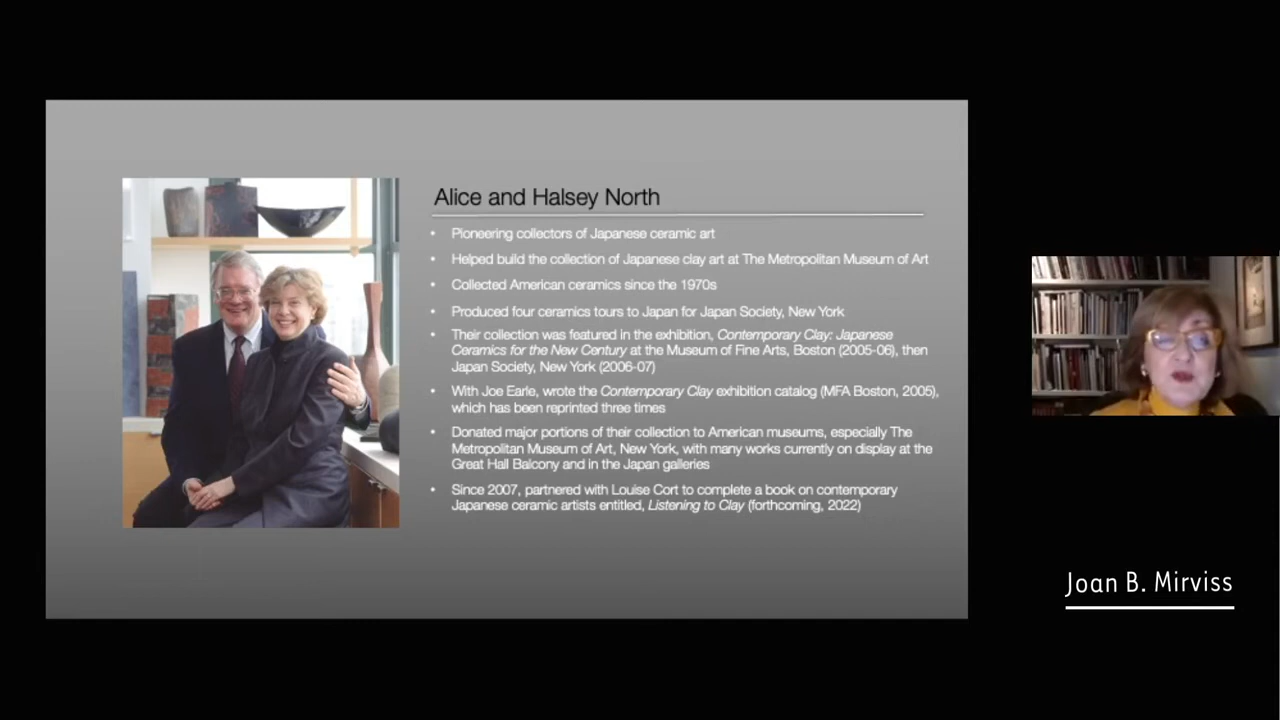 Alice and Halsey North
• Pioneering collectors of Japanese ceramic art
• Helped build the collection of Japanese clay art at The Metropolitan Museum of Art
• Collected American ceramics since the 1970s
• Produced four ceramics tours to Japan for Japan Society, New York
• Their collection was featured in the exhibition, Contemporary Clay: Japanese
Ceramics for the New Century at the Museum of Fine Arts, Boston (2005-06), then
Japan Society, New York (2006-07)
• With Joe Earle, wrote the Contemporary Clay exhibition catalog (MFA Boston, 2005),
which has been reprinted three times
• Donated major portions of their collection to American museums, especially The
Metropolitan Museum of Art, New York, with many works currently on display at the
Great Hall Balcony and in the Japan galleries
• Since 2007, partnered with Louise Cort to complete a book on contemporary
Japanese ceramic artists entitled, Listening to Clay (forthcoming, 2022)
Joan B. Mirviss